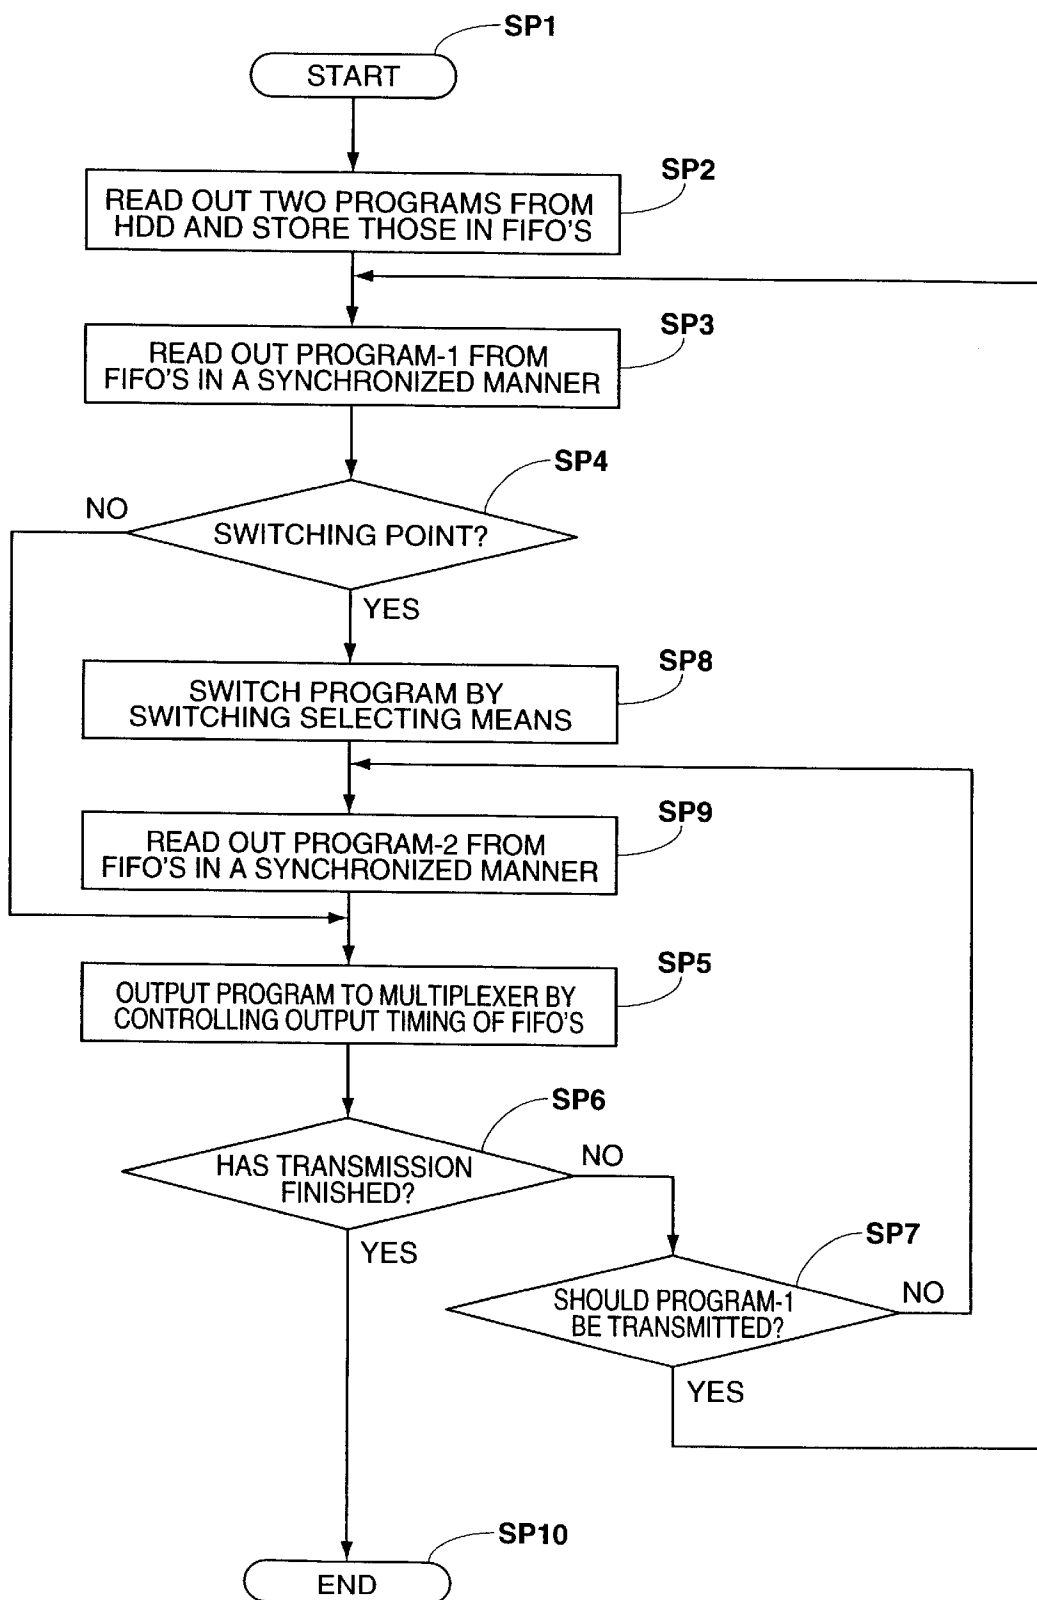 SP1
START
SP2
READ OUT TWO PROGRAMS FROM
HDD AND STORE THOSE IN FIFO'S
SP3
READ OUT PROGRAM-1 FROM
FIFO'S IN A SYNCHRONIZED MANNER
SP4
NO
SWITCHING POINT?
YES
SP8
SWITCH PROGRAM BY
SWITCHING SELECTING MEANS
SP9
READ OUT PROGRAM-2 FROM
FIFO'S IN A SYNCHRONIZED MANNER
SP5
OUTPUT PROGRAM TO MULTIPLEXER BY
CONTROLLING OUTPUT TIMING OF FIFO'S
SP6
HAS TRANSMISSION
FINISHED?
NO
YES
SP7
SHOULD PROGRAM-1
BE TRANSMITTED?
NO
YES
SP10
END